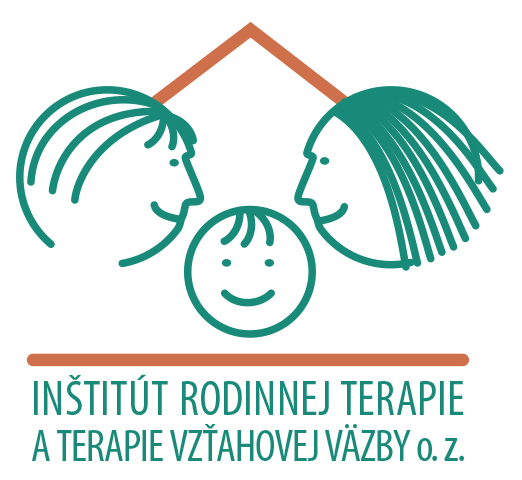 INŠTITÚT RODINNEJ TERAPIE
A TERAPIE VZŤAHOVEJ VÄZBY o. z.